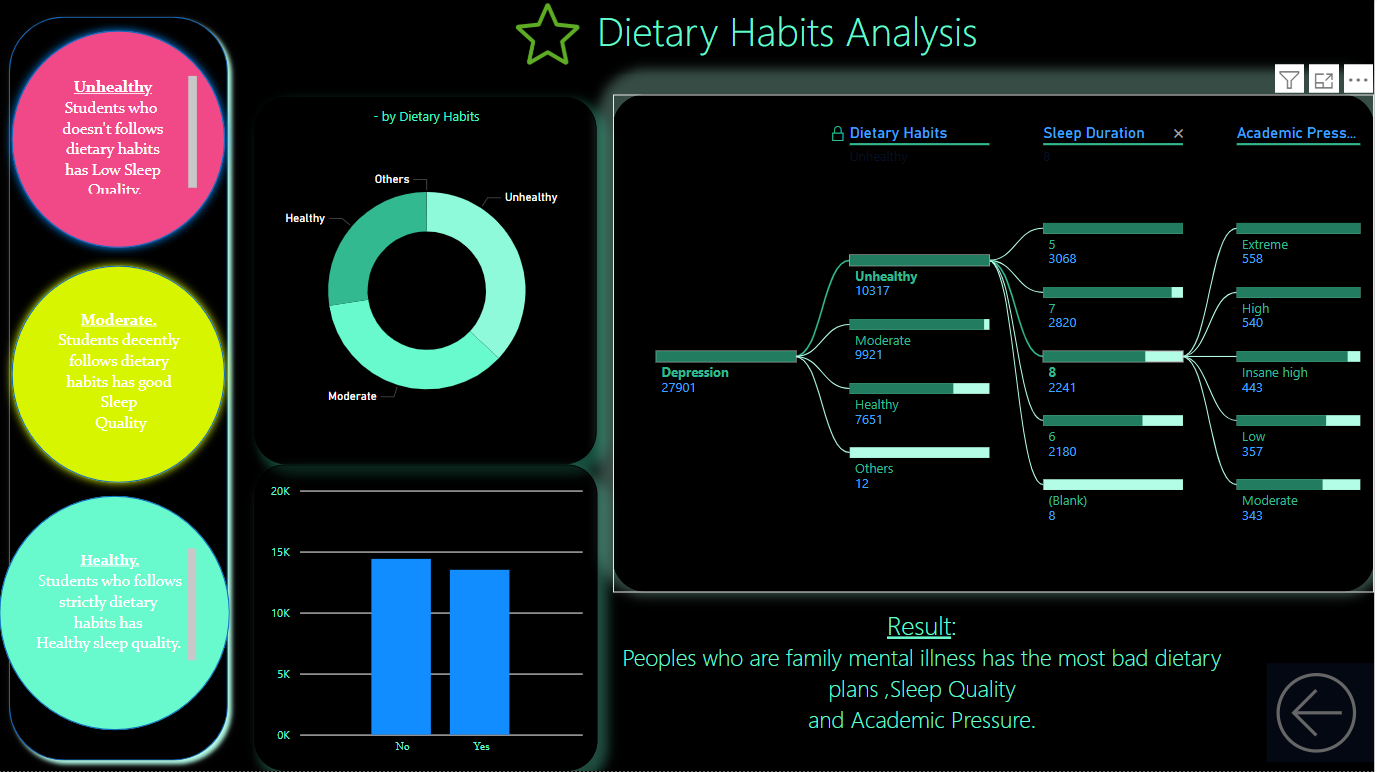 Dietary Habits Analysis
Unhealthy
Students who
doesn't follows
dietary habits
has Low Sleep
Quality.
Moderate.
Students decently
follows dietary
habits has good
Sleep
Quality
Healthy.
Students who follows
strictly dietary
habits has
Healthy sleep quality.
- by Dietary Habits
Others
Unhealthy
Healthy
Moderate
20K
15K
10K
5K
0K
No
Yes
Dietary Habits
Unhealthy
Sleep Duration
8
Academic Press...
Depression
27901
Unhealthy
10317
Moderate
9921
Healthy
7651
Others
12
5
3068
7
2820
8
2241
6
2180
(Blank)
8
Extreme
558
High
540
Insane high
443
Low
357
Moderate
343
Result:
Peoples who are family mental illness has the most bad dietary
plans ,Sleep Quality
and Academic Pressure.